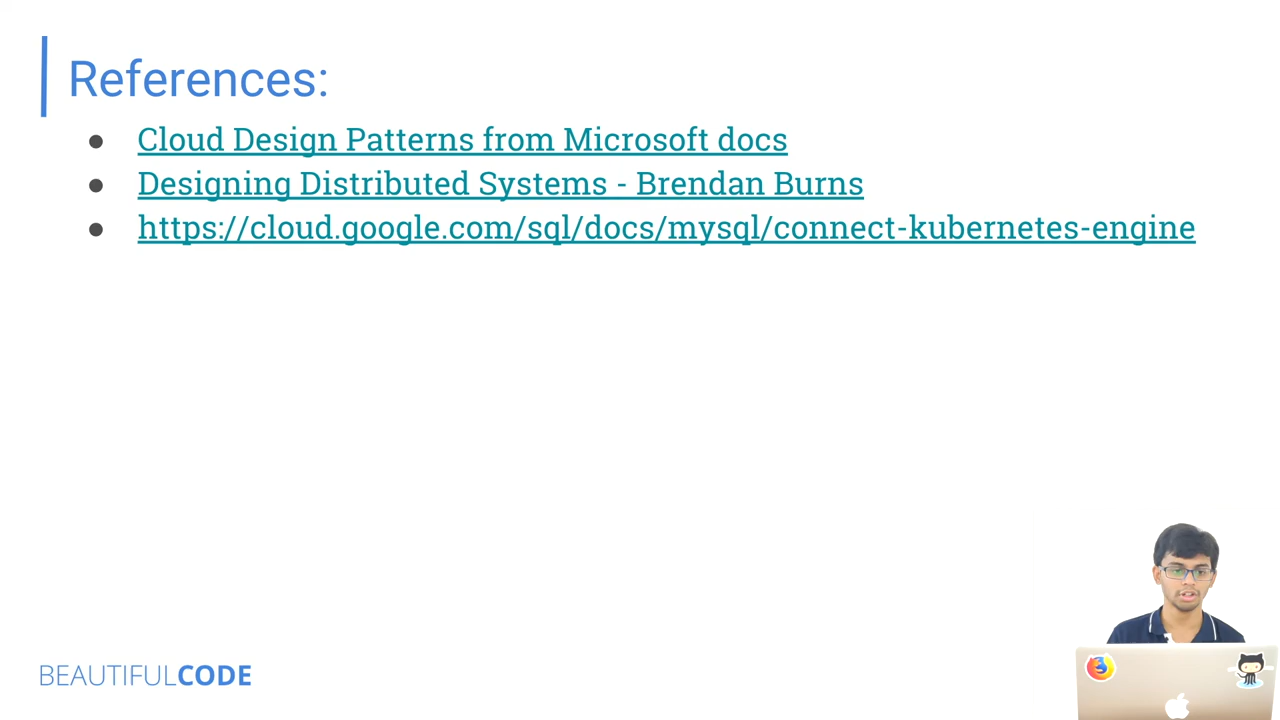 References:
● Cloud Design Patterns from Microsoft docs
● Designing Distributed Systems - Brendan Burns
● https://cloud.google.com/sql/docs/mysql/connect-kubernetes-engine
BEAUTIFULCODE